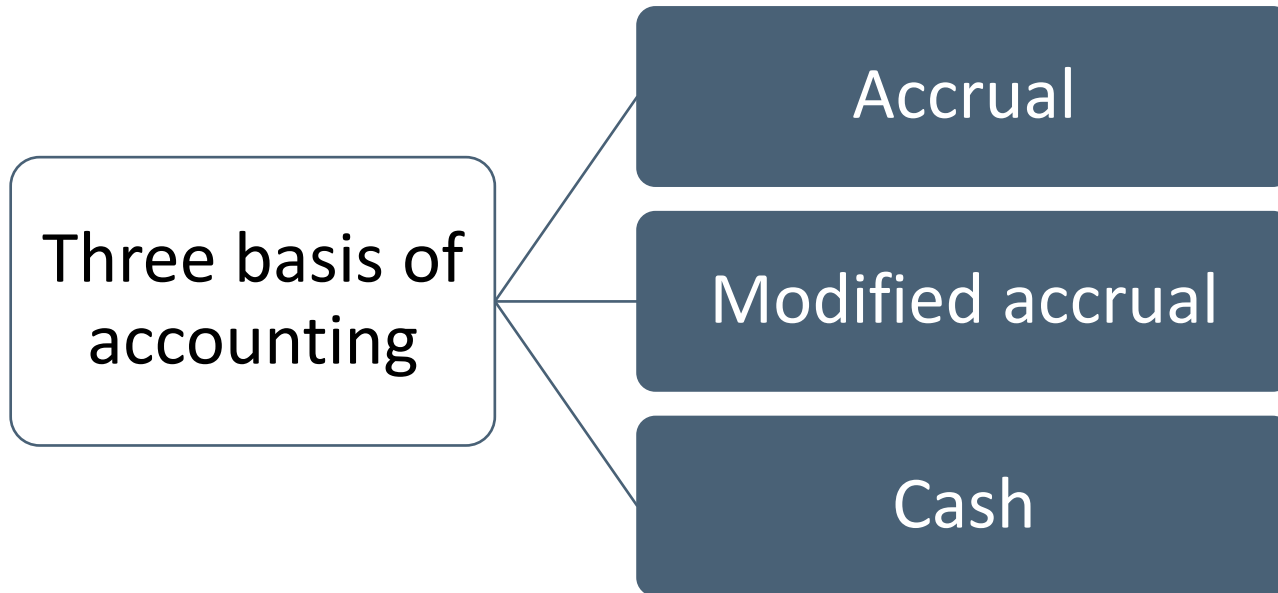 Three basis of
accounting
Accrual
Modified accrual
Cash